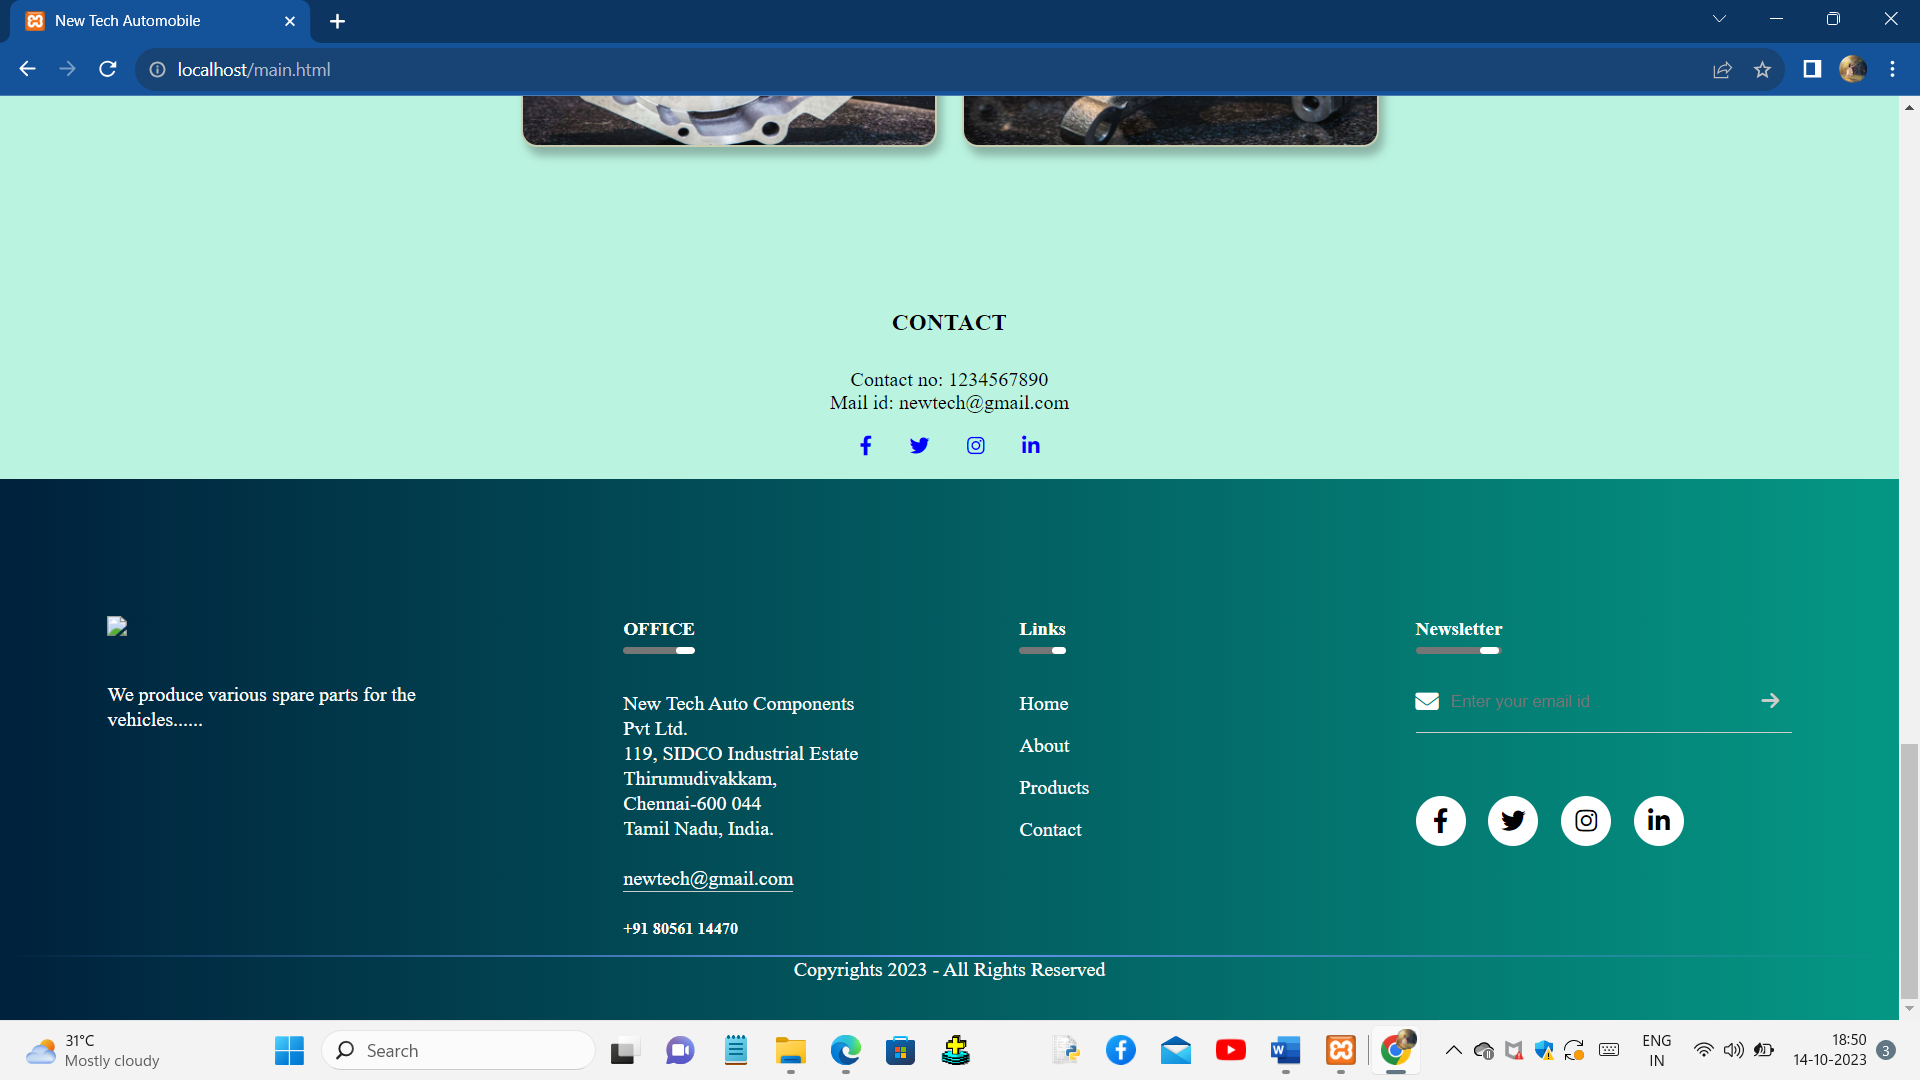 New Tech Automobile
localhost/main.html
CONTACT
Contact no: 1234567890
Mail id: newtech@gmail.com
We produce various spare parts for the
vehicles......
OFFICE
New Tech Auto Components
Pvt Ltd.
119, SIDCO Industrial Estate
Thirumudivakkam,
Chennai-600 044
Tamil Nadu, India.
newtech@gmail.com
+91 80561 14470
Links
Home
About
Products
Contact
Newsletter
Enter your email id
Copyrights 2023 - All Rights Reserved
31°C
Mostly cloudy
Search
ENG
IN
18:50
14-10-2023
3